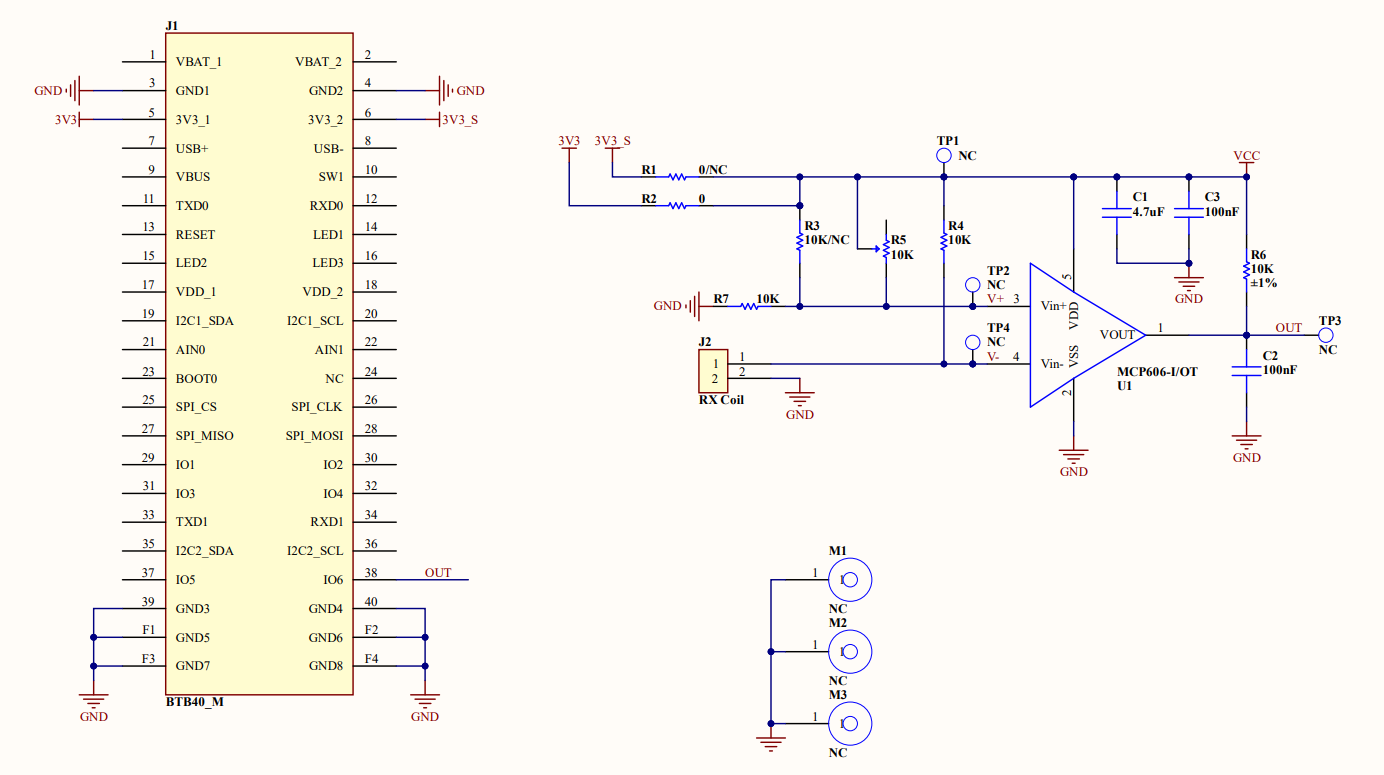 J1
1 VBAT_1 VBAT_2 2
GND 3 GND1 GND2 4 GND
3V3 5 3V3_1 3V3_2 6 3V3_S
7 USB+ USB- 8
9 VBUS SW1 10
11 TXD0 RXD0 12
13 RESET LED1 14
15 LED2 LED3 16
17 VDD_1 VDD_2 18
19 I2C1_SDA I2C1_SCL 20
21 AIN0 AIN1 22
23 BOOT0 NC 24
25 SPI_CS SPI_CLK 26
27 SPI_MISO SPI_MOSI 28
29 IO1 IO2 30
31 IO3 IO4 32
33 TXD1 RXD1 34
35 I2C2_SDA I2C2_SCL 36
37 IO5 IO6 38 OUT
39 GND3 GND4 40
F1 GND5 GND6 F2
F3 GND7 GND8 F4
BTB40_M
GND GND
3V3 3V3_S
R1 0/NC
R2 0
TP1
NC
R3
10K/NC
R5
10K
R4
10K
VCC
C1
4.7uF
C3
100nF
GND
R6
10K
±1%
GND R7 10K
TP2
NC
V+ 3
TP4
NC
V- 4
J2
1 1
2 2
RX Coil
GND
5
Vin+
VDD
VOUT 1
Vin-
VSS
2
MCP606-I/OT
U1
GND
OUT
TP3
NC
C2
100nF
GND
M1
1
NC
M2
1
NC
M3
1
NC